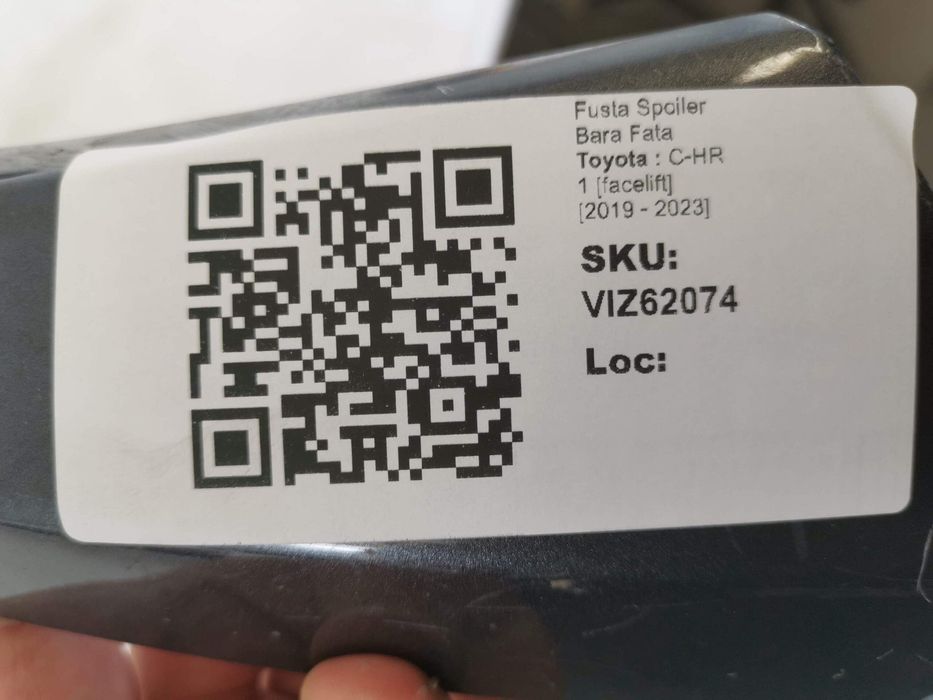 Fusta Spoiler
Bara Fata
Toyota : C-HR
1 [facelift]
[2019 - 2023]
SKU:
VIZ62074
Loc: